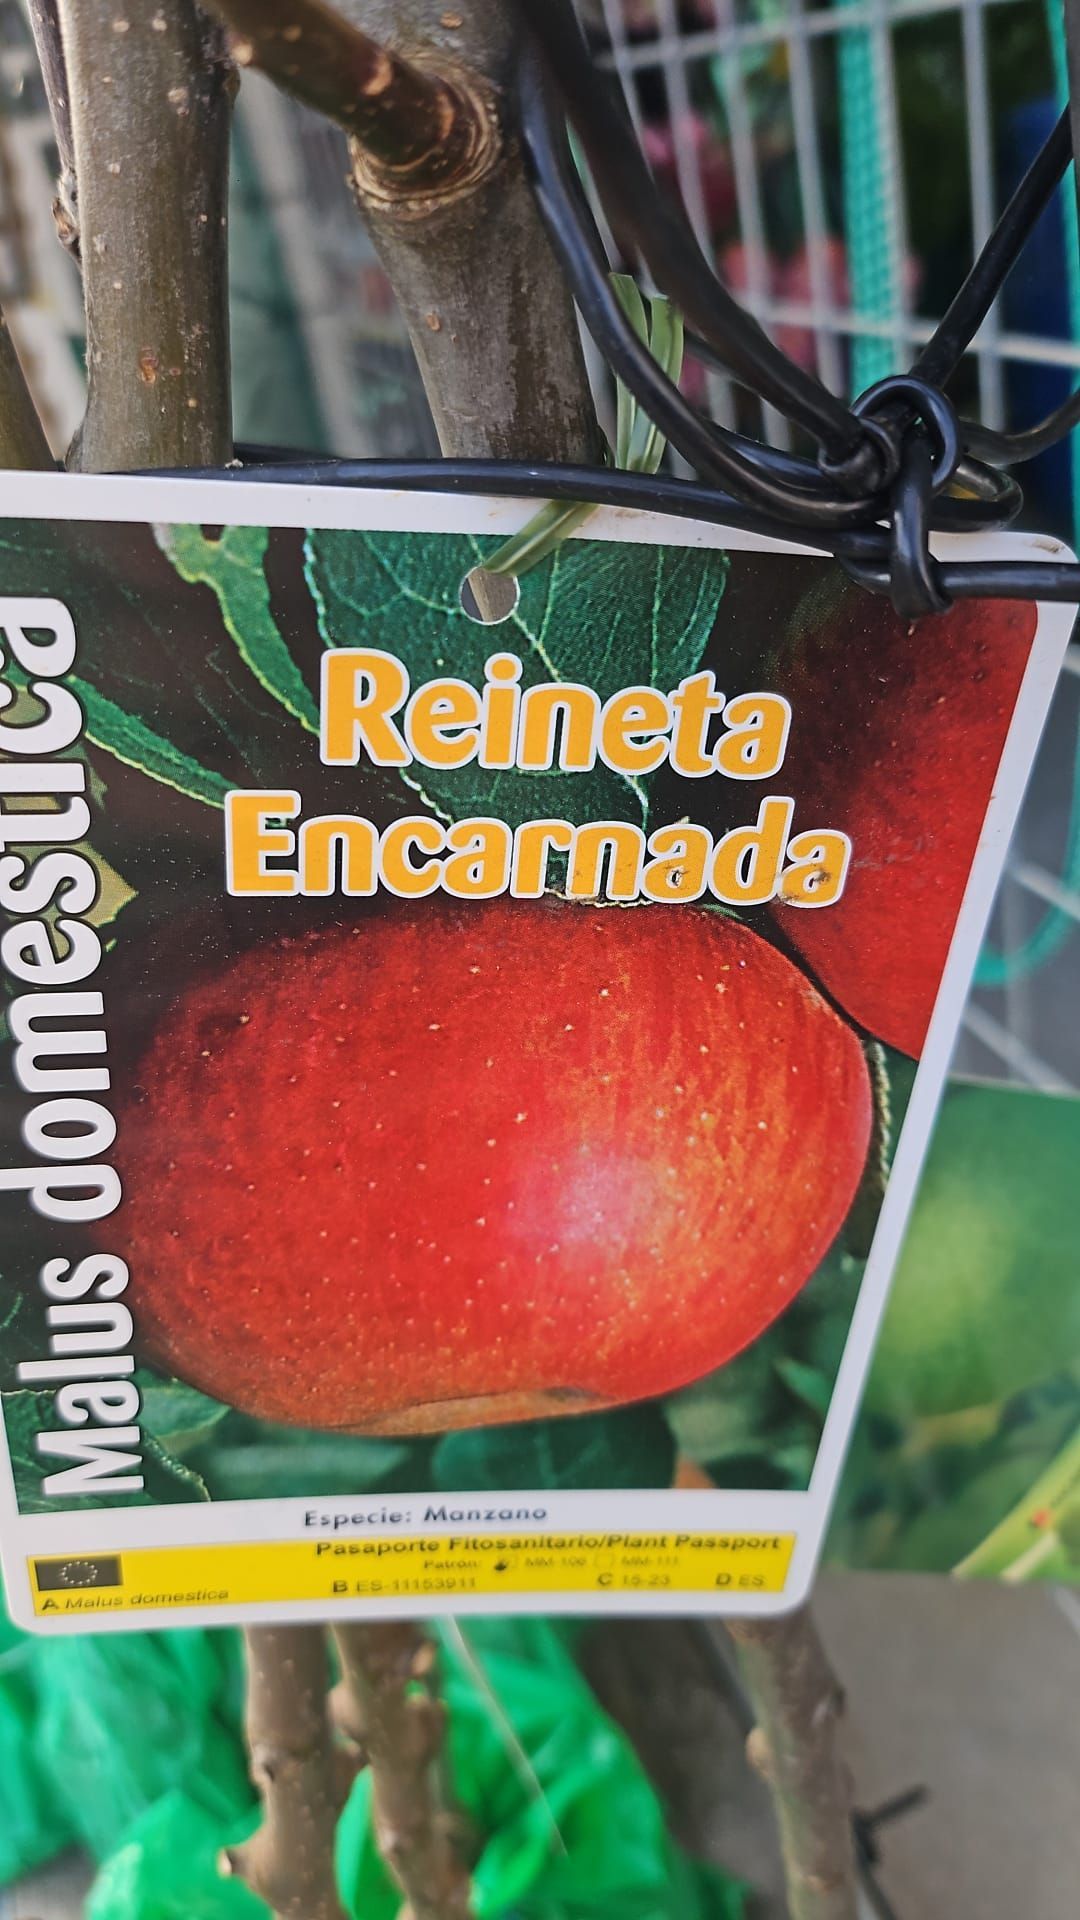 Malus domestica
Reineta
Encarnada
Especie: Manzano
Pasaporte Fitosanitario/Plant Passport
Patrón: MM-106 MM-111
A Malus domestica
B ES-11153911
C 15-23
D ES